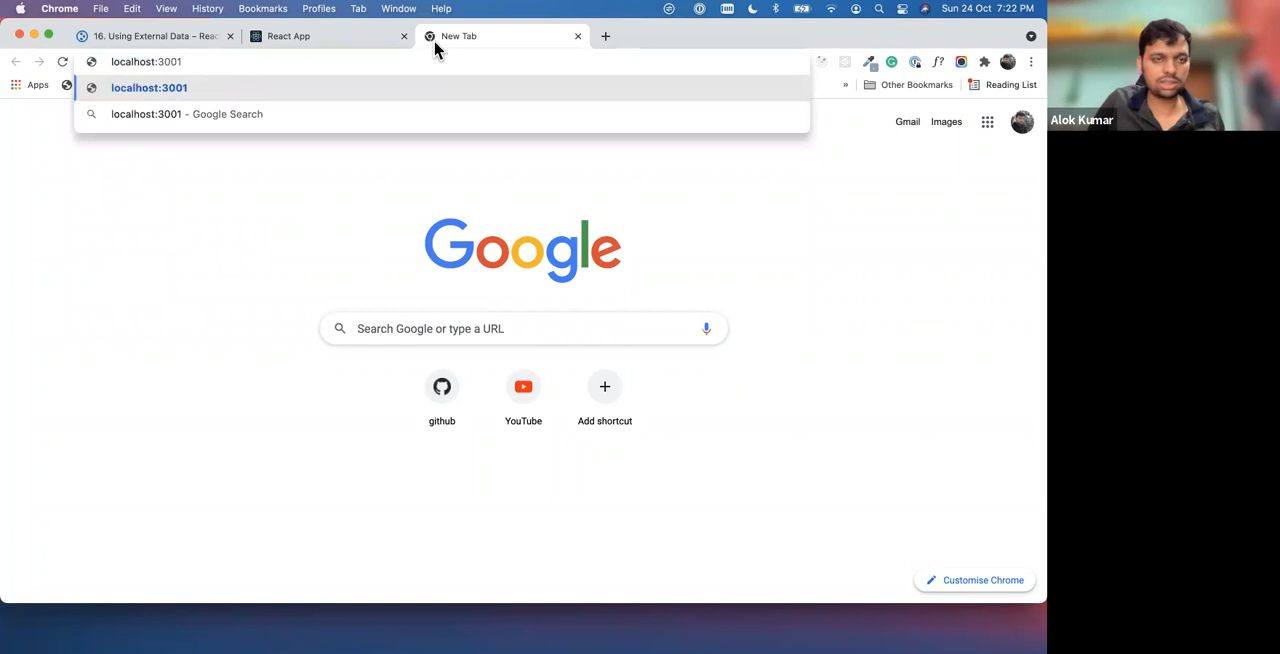 Chrome File Edit View History Bookmarks Profiles Tab Window Help Sun 24 Oct 7:22 PM
16. Using External Data – Reac React App New Tab
localhost:3001 f?
Apps localhost:3001 » Other Bookmarks Reading List
localhost:3001 - Google Search
Gmail Images
Alok Kumar
Google
Search Google or type a URL
github YouTube Add shortcut
Customise Chrome